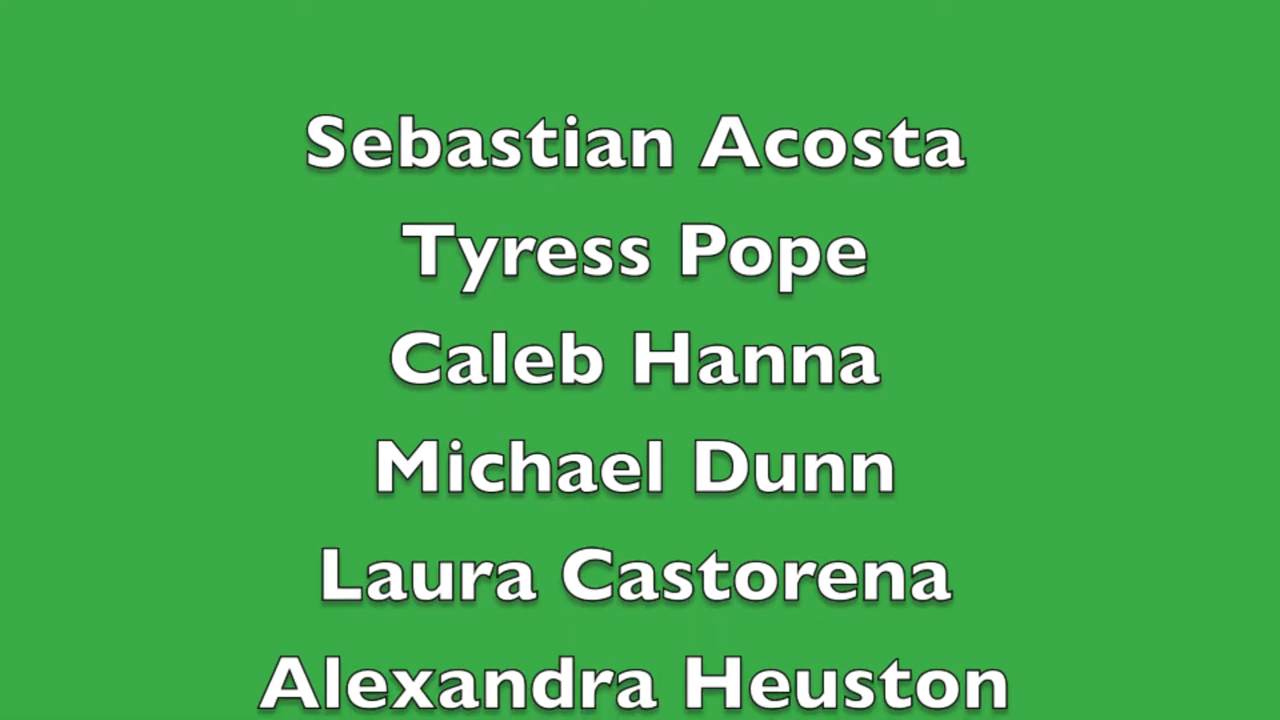 Sebastian Acosta
Tyress Pope
Caleb Hanna
Michael Dunn
Laura Castorena
Alexandra Heuston